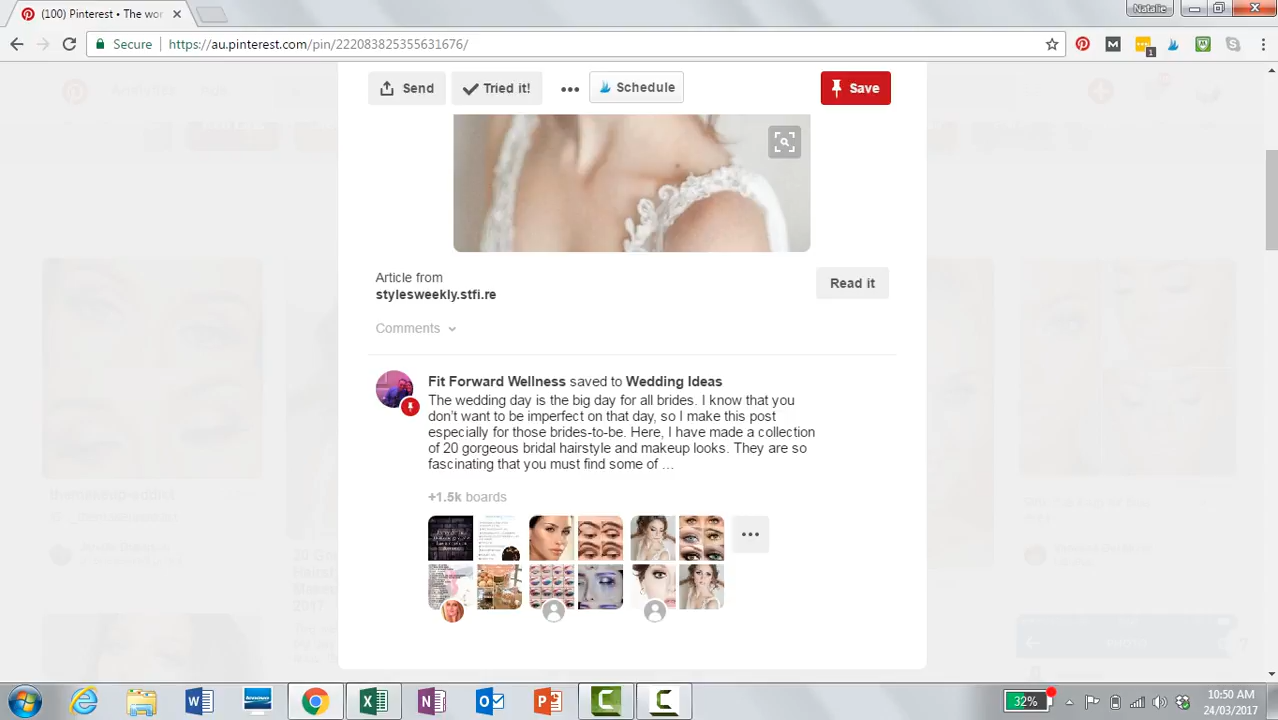 (100) Pinterest • The wor
Natalie
Secure
https://au.pinterest.com/pin/222083825355631676/
1
Send
Tried it!
Schedule
Save
Article from
stylesweekly.stfi.re
Read it
Comments
Fit Forward Wellness saved to Wedding Ideas
The wedding day is the big day for all brides. I know that you
don't want to be imperfect on that day, so I make this post
especially for those brides-to-be. Here, I have made a collection
of 20 gorgeous bridal hairstyle and makeup looks. They are so
fascinating that you must find some of …
+1.5k boards
32%
10:50 AM
24/03/2017